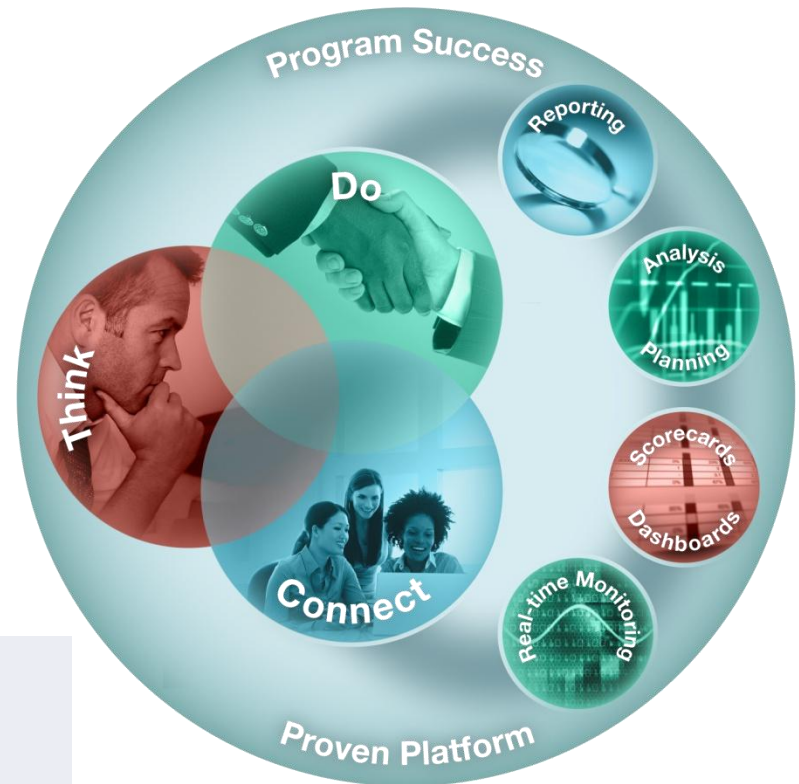 Program Success
Reporting
Do
Analysis
Planning
Think
Scorecards
Dashboards
Connect
Real-time Monitoring
Proven Platform